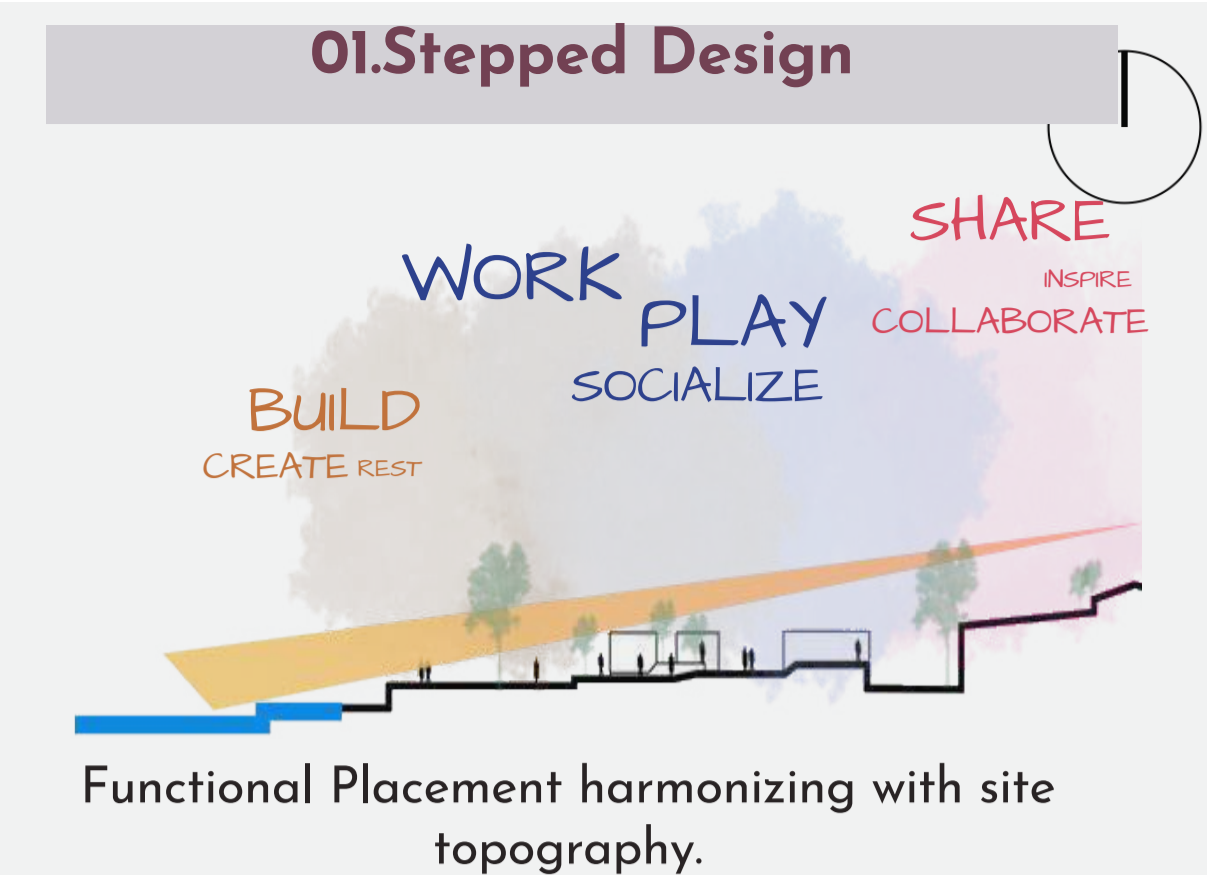 01.Stepped Design
SHARE
INSPIRE
COLLABORATE
WORK
PLAY
SOCIALIZE
BUILD
CREATE REST
Functional Placement harmonizing with site
topography.